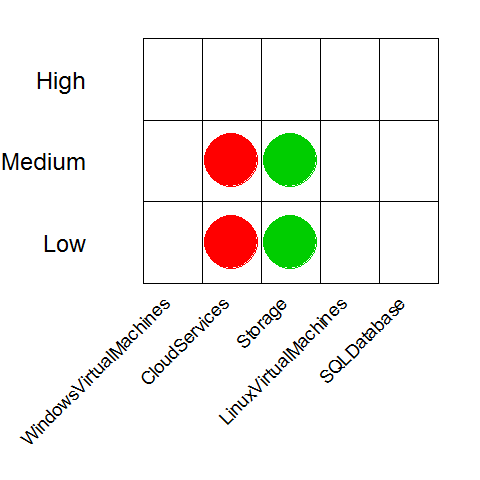 High
Medium
Low
WindowsVirtualMachines
CloudServices
Storage
LinuxVirtualMachines
SQLDatabase